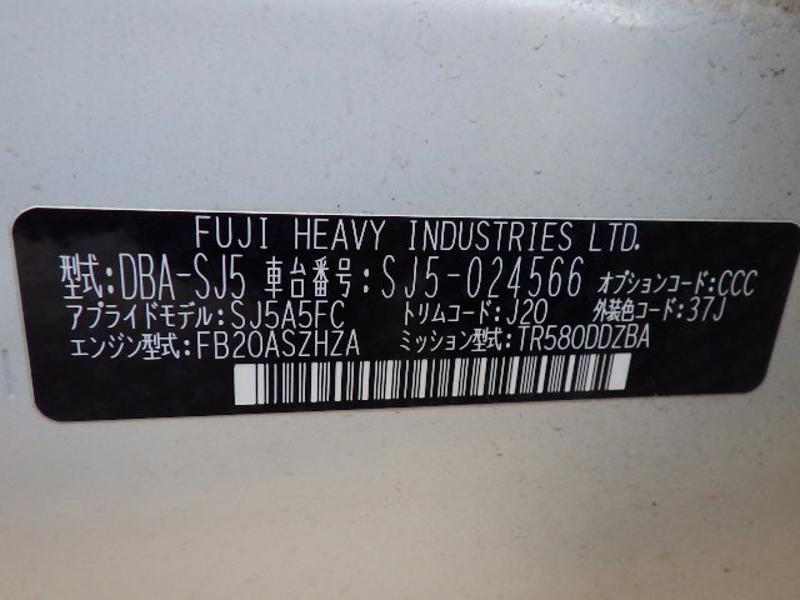 FUJI HEAVY INDUSTRIES LTD.
型式:DBA-SJ5 車台番号:SJ5-024566 オプションコード:CCC
アプライドモデル:SJ5A5FC トリムコード:J20 外装色コード:37J
エンジン型式:FB20ASZHZA ミッション型式:TR580DDZBA